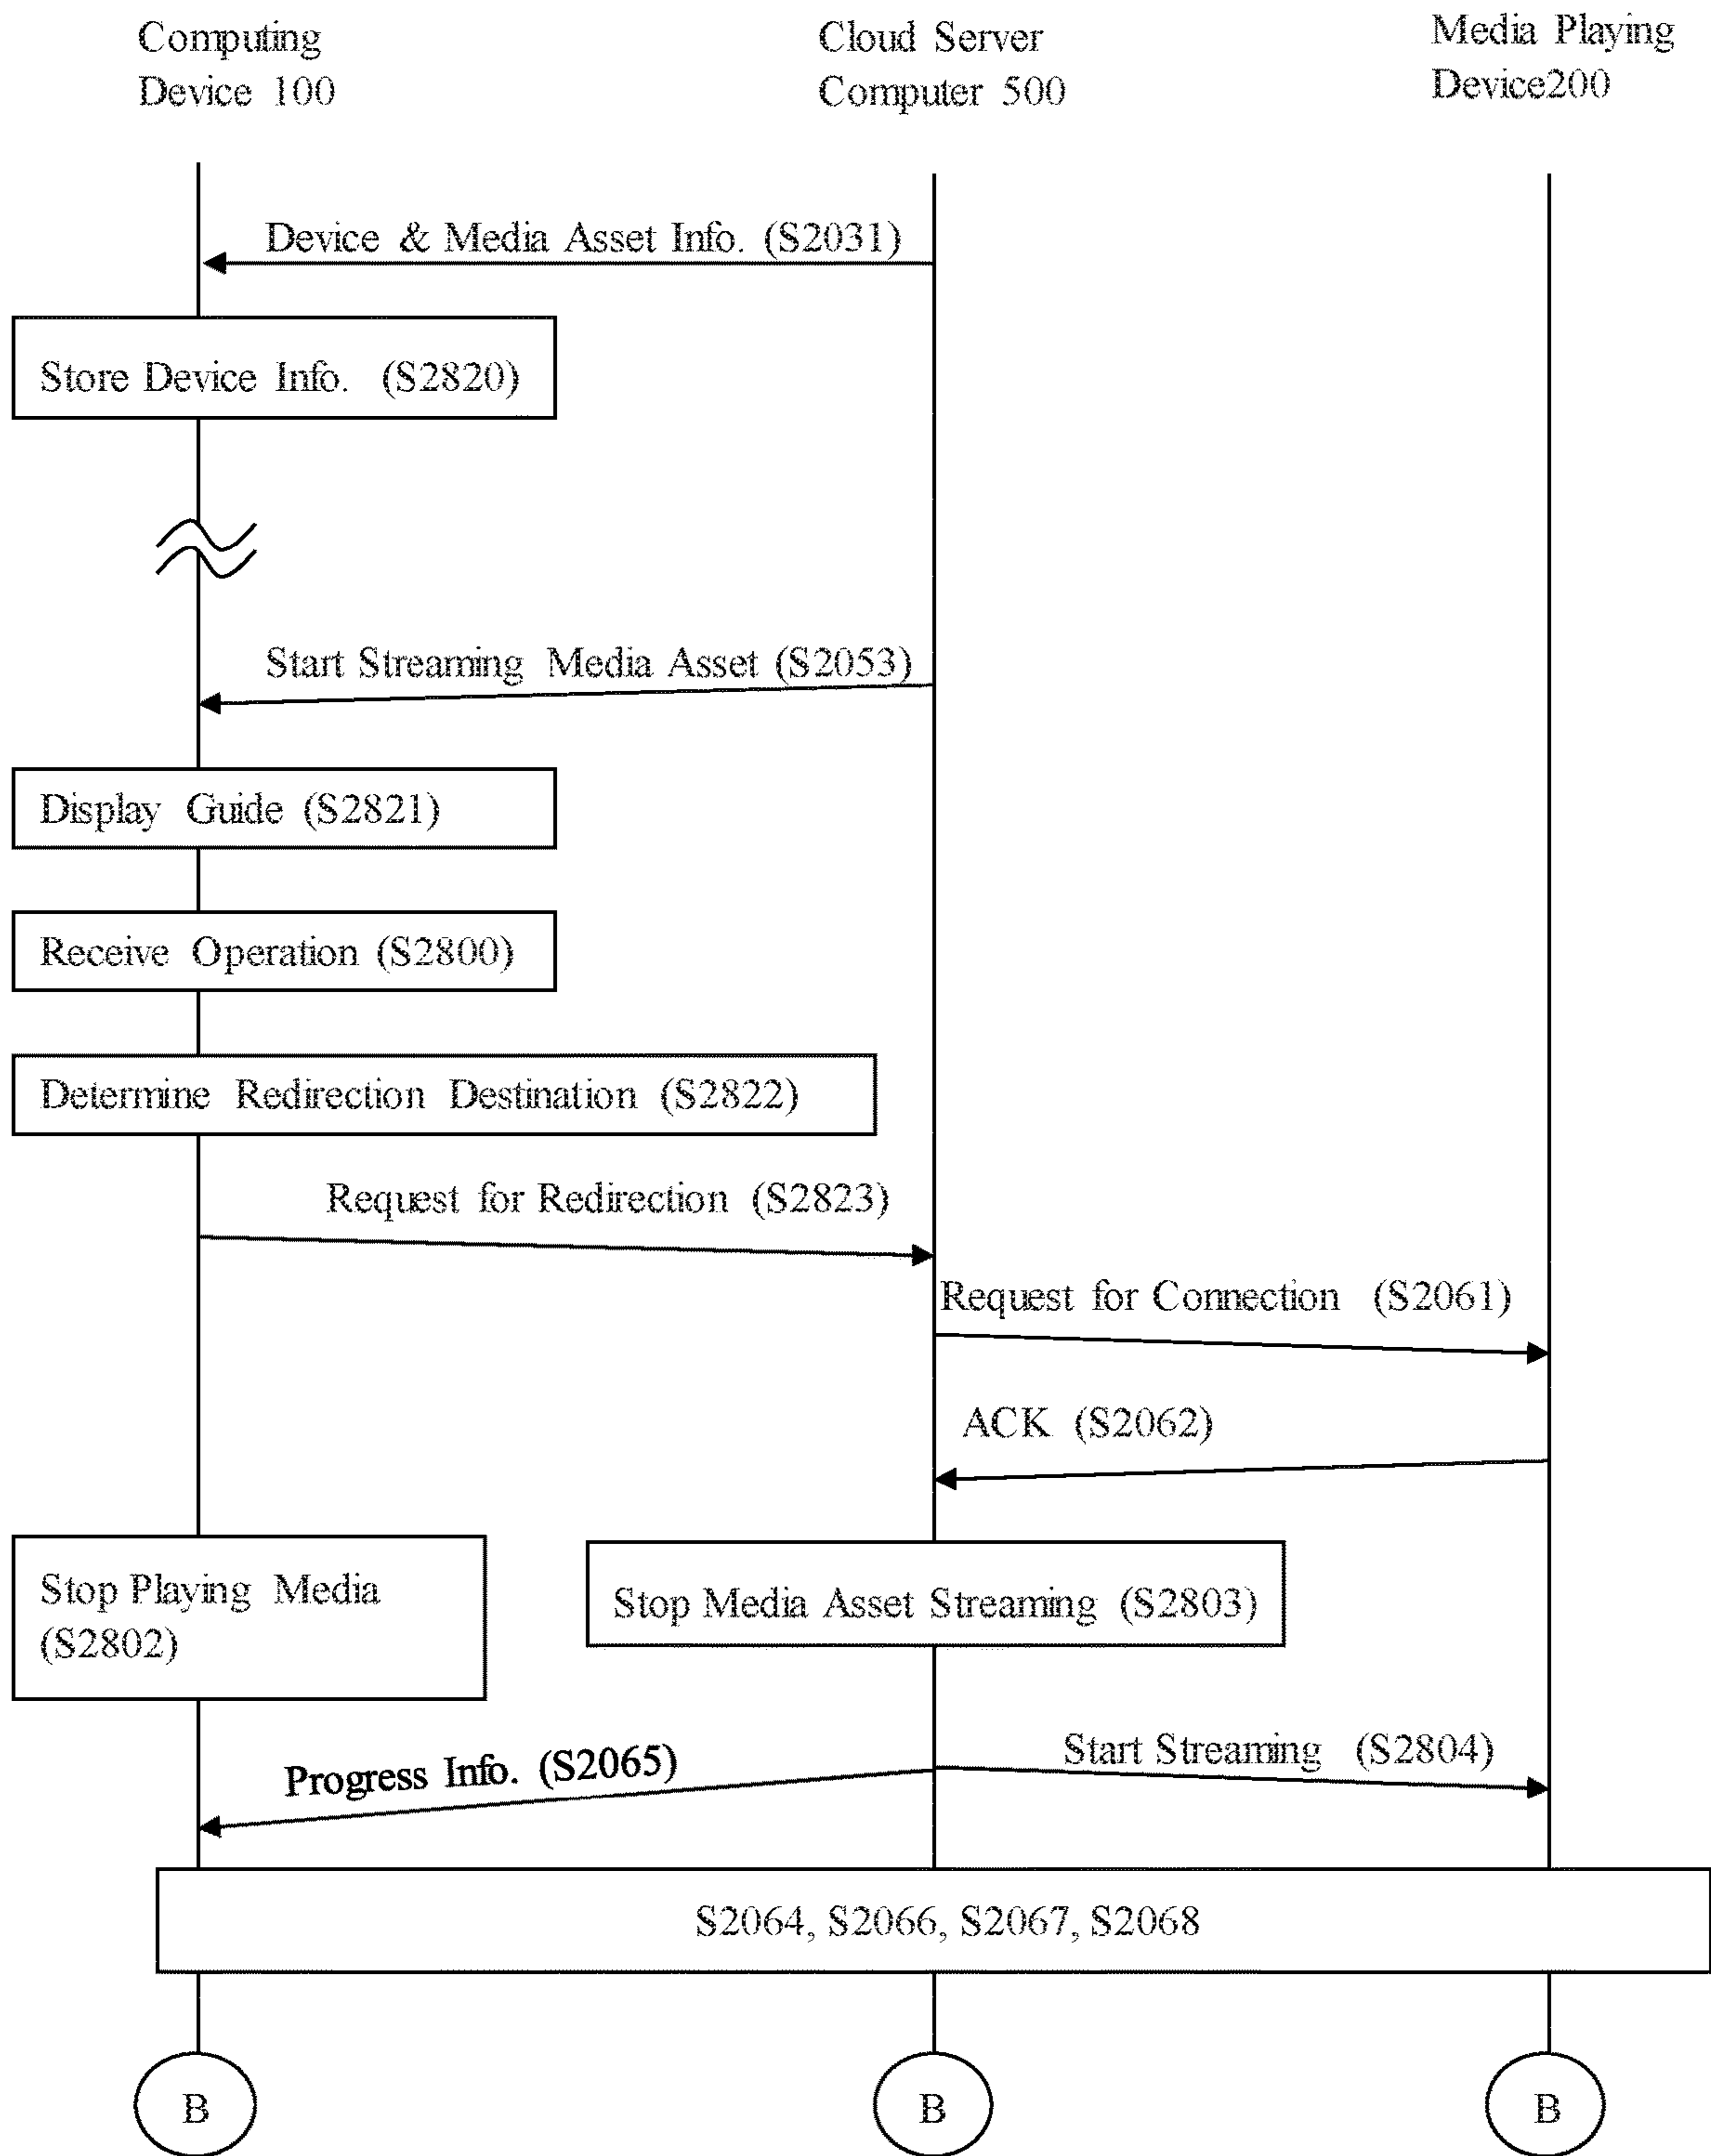 Computing
Device 100
Cloud Server
Computer 500
Media Playing
Device200
Device & Media Asset Info. (S2031)
Store Device Info. (S2820)
Start Streaming Media Asset (S2053)
Display Guide (S2821)
Receive Operation (S2800)
Determine Redirection Destination (S2822)
Request for Redirection (S2823)
Request for Connection (S2061)
ACK (S2062)
Stop Playing Media
(S2802)
Stop Media Asset Streaming (S2803)
Progress Info. (S2065)
Start Streaming (S2804)
S2064, S2066, S2067, S2068
B
B
B